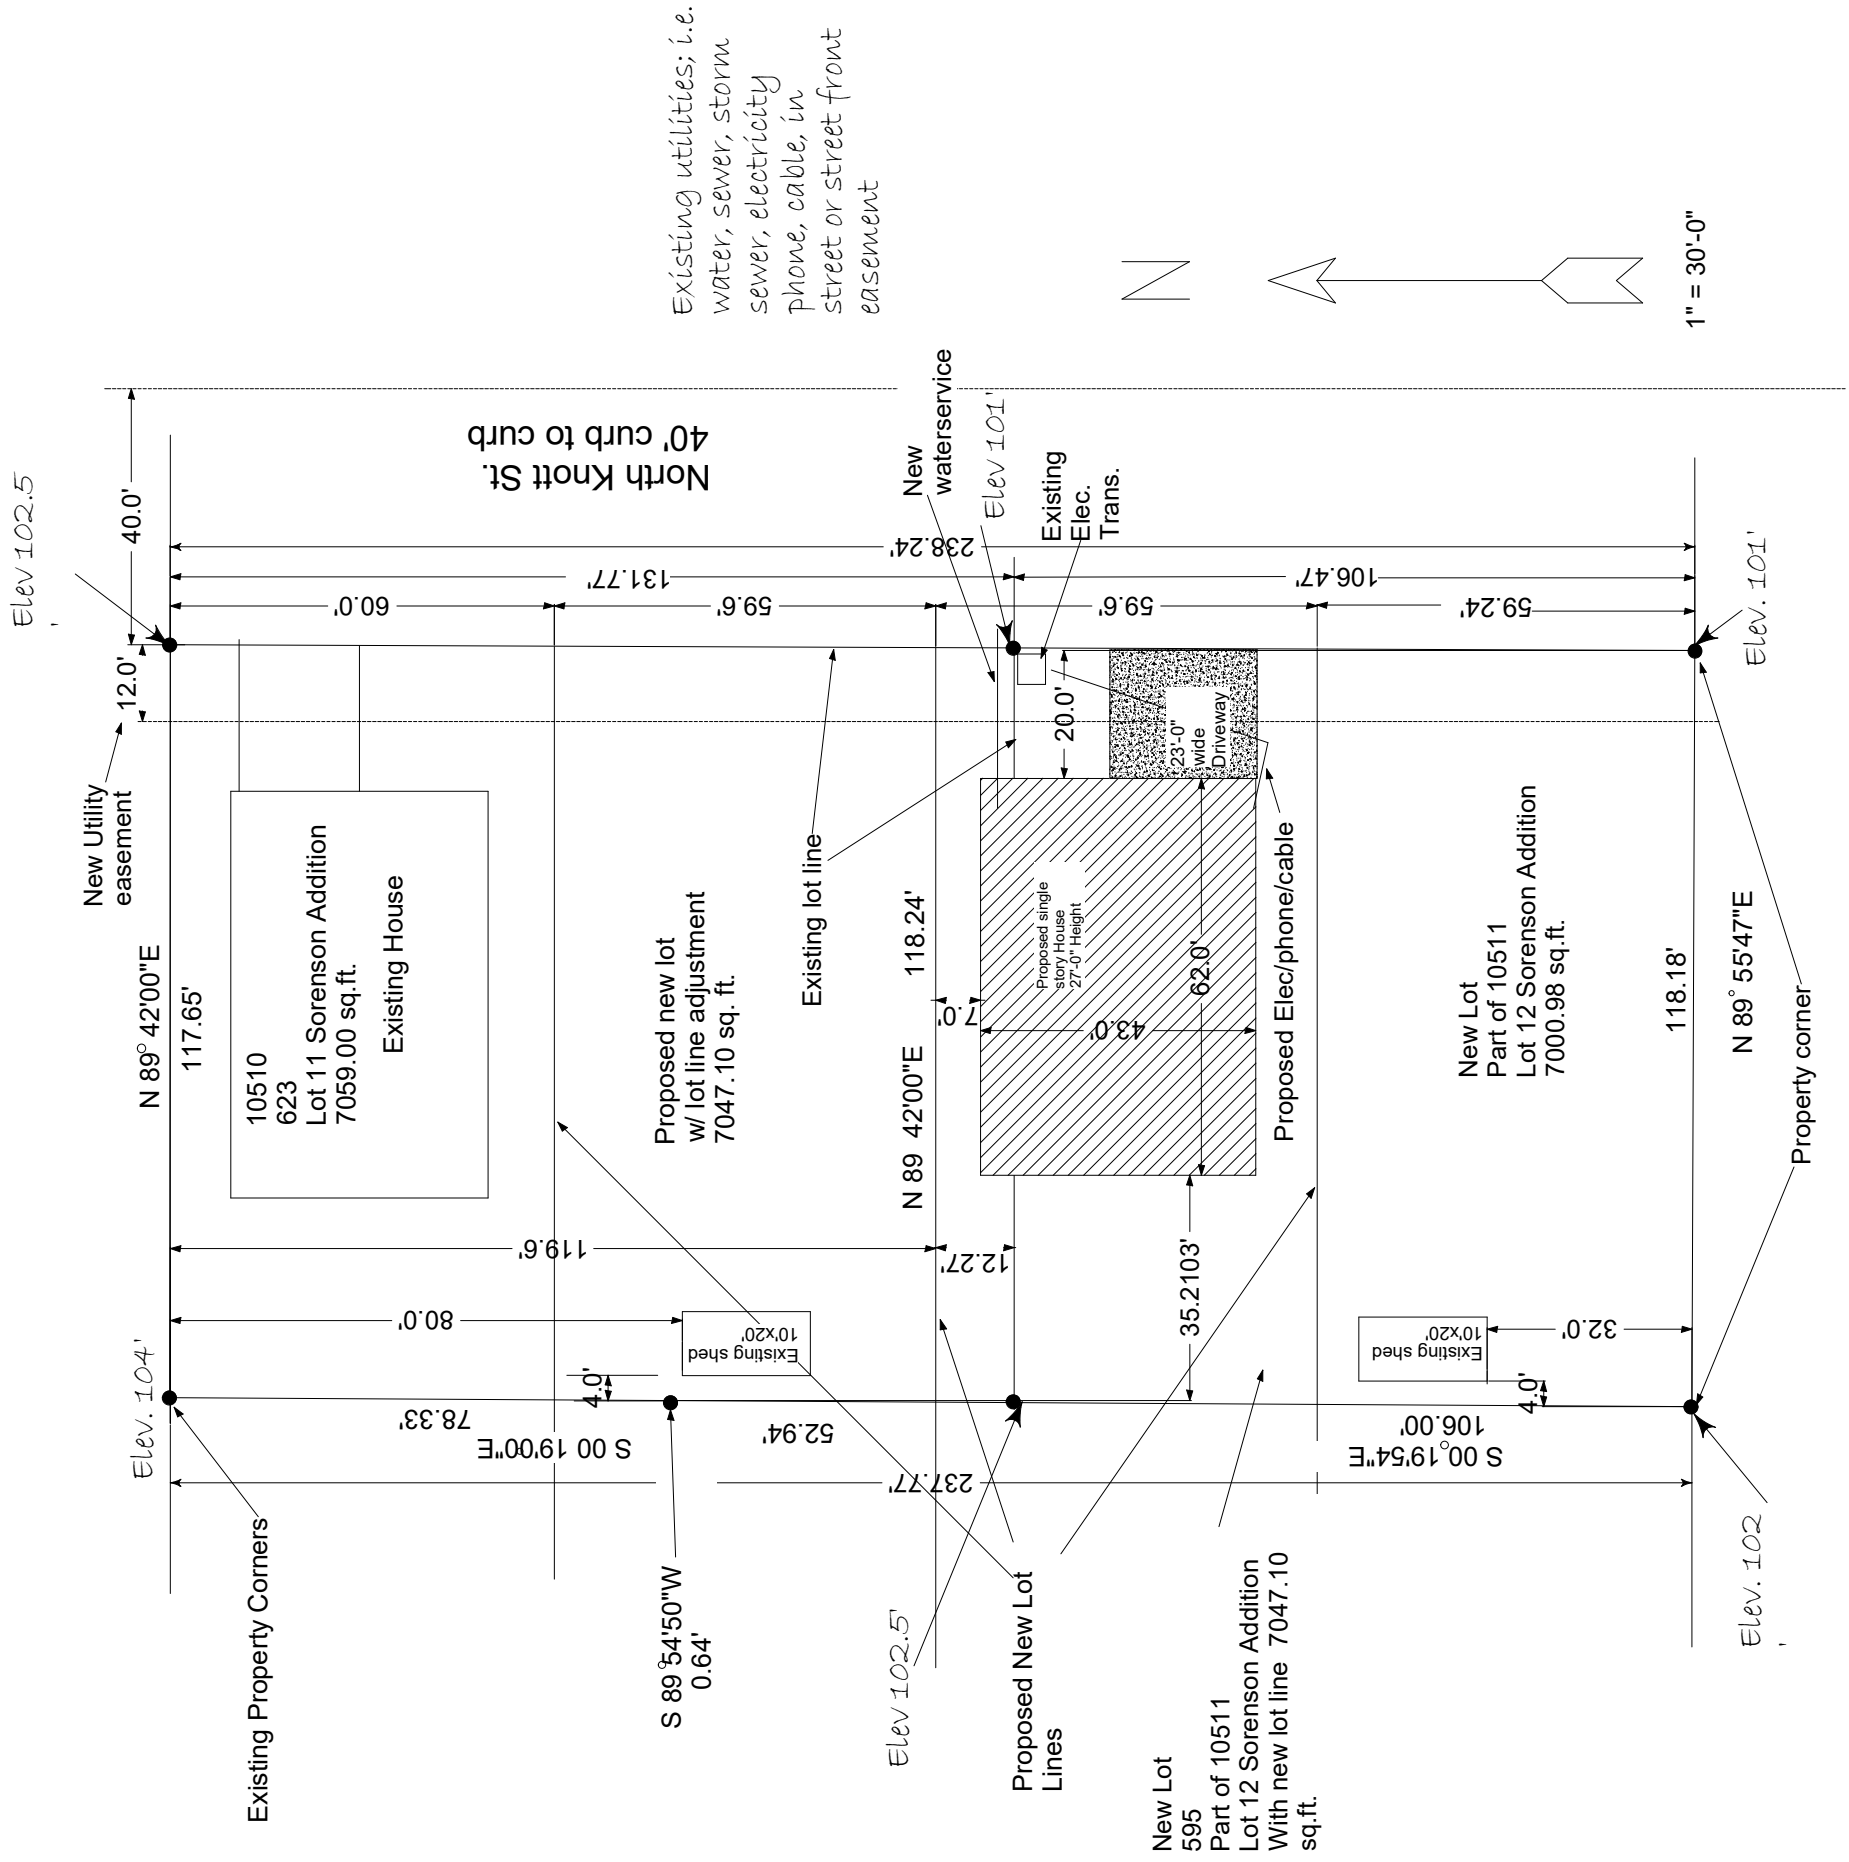 Existing utilities; i.e.
water, sewer, storm
sewer, electricity
phone, cable, in
street or street front
easement
N
1" = 30'-0"
Elev 102.5
'
40.0'
12.0'
North Knott St.
40' curb to curb
New Utility
easement
New
waterservice
Elev 101'
Existing
Elec.
Trans.
238.24'
131.77'
106.47'
60.0'
59.6'
59.6'
59.24'
Elev. 101'
20.0'
23'-0"
wide
Driveway
N 89° 42'00"E
117.65'
10510
623
Lot 11 Sorenson Addition
7059.00 sq.ft.
Existing House
Proposed new lot
w/ lot line adjustment
7047.10 sq. ft.
Existing lot line
N 89 42'00"E 118.24'
7.0'
Proposed single
story House
27'-0" Height
43.0'
62.0'
Proposed Elec/phone/cable
New Lot
Part of 10511
Lot 12 Sorenson Addition
7000.98 sq.ft.
118.18'
N 89° 55'47"E
Property corner
119.6'
12.27'
80.0'
Existing shed
10'x20'
4.0'
35.2103'
Existing shed
10'x20'
32.0'
4.0'
Elev. 104'
78.33'
S 00°19'00"E
52.94'
106.00'
S 00°19'54"E
237.77'
Existing Property Corners
S 89°54'50"W
0.64'
Elev 102.5'
Proposed New Lot
Lines
New Lot
595
Part of 10511
Lot 12 Sorenson Addition
With new lot line 7047.10
sq.ft.
Elev. 102
'